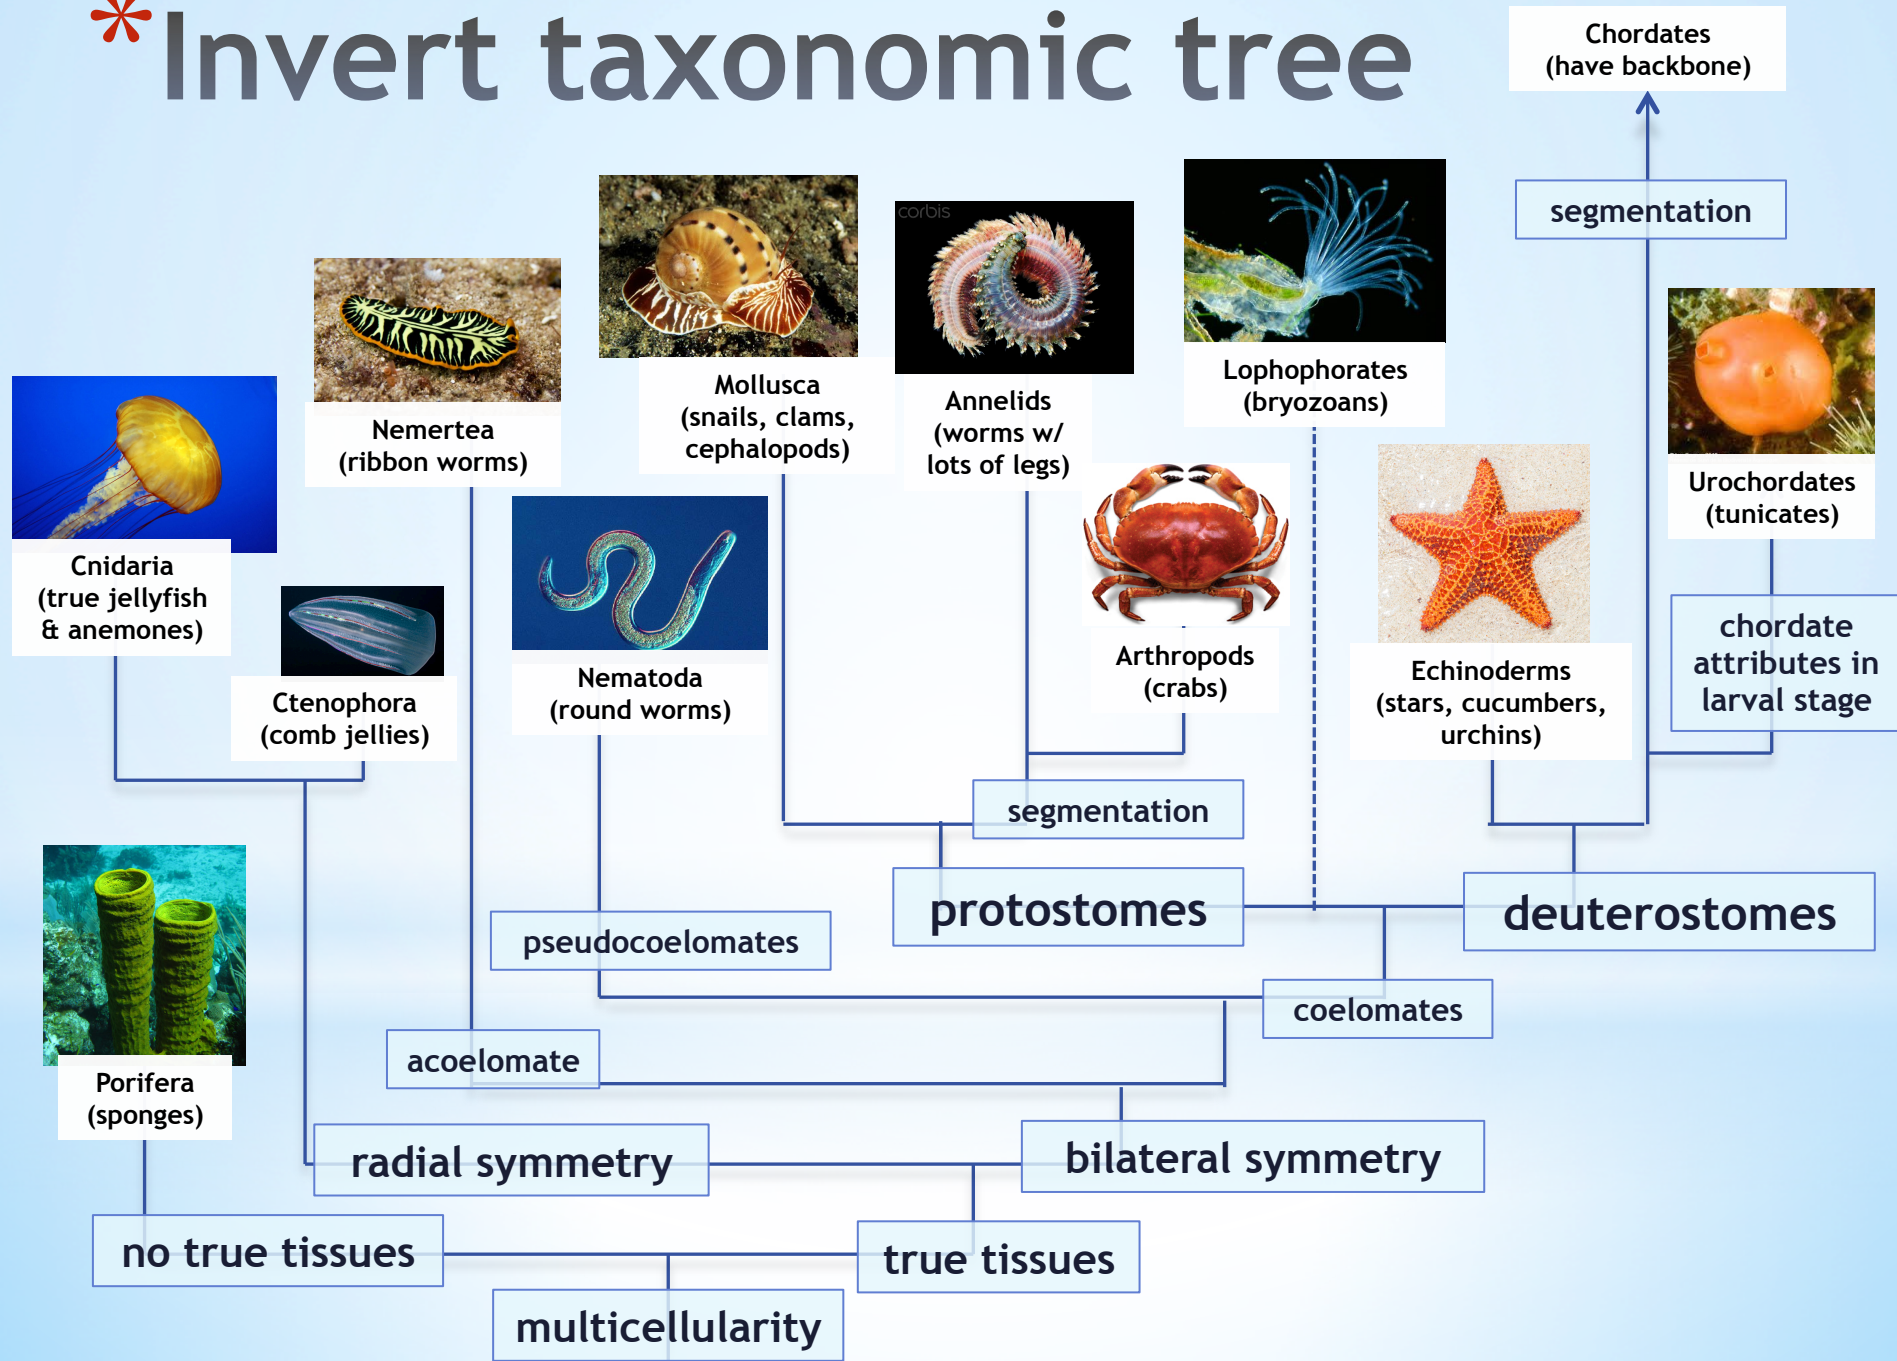 *Invert taxonomic tree
Chordates
(have backbone)
segmentation
corbis
Nemertea
(ribbon worms)
Mollusca
(snails, clams,
cephalopods)
Annelids
(worms w/
lots of legs)
Lophophorates
(bryozoans)
Urochordates
(tunicates)
Cnidaria
(true jellyfish
& anemones)
Ctenophora
(comb jellies)
Nematoda
(round worms)
Arthropods
(crabs)
Echinoderms
(stars, cucumbers,
urchins)
chordate
attributes in
larval stage
segmentation
protostomes
deuterostomes
pseudocoelomates
coelomates
acoelomate
Porifera
(sponges)
radial symmetry
bilateral symmetry
no true tissues
true tissues
multicellularity